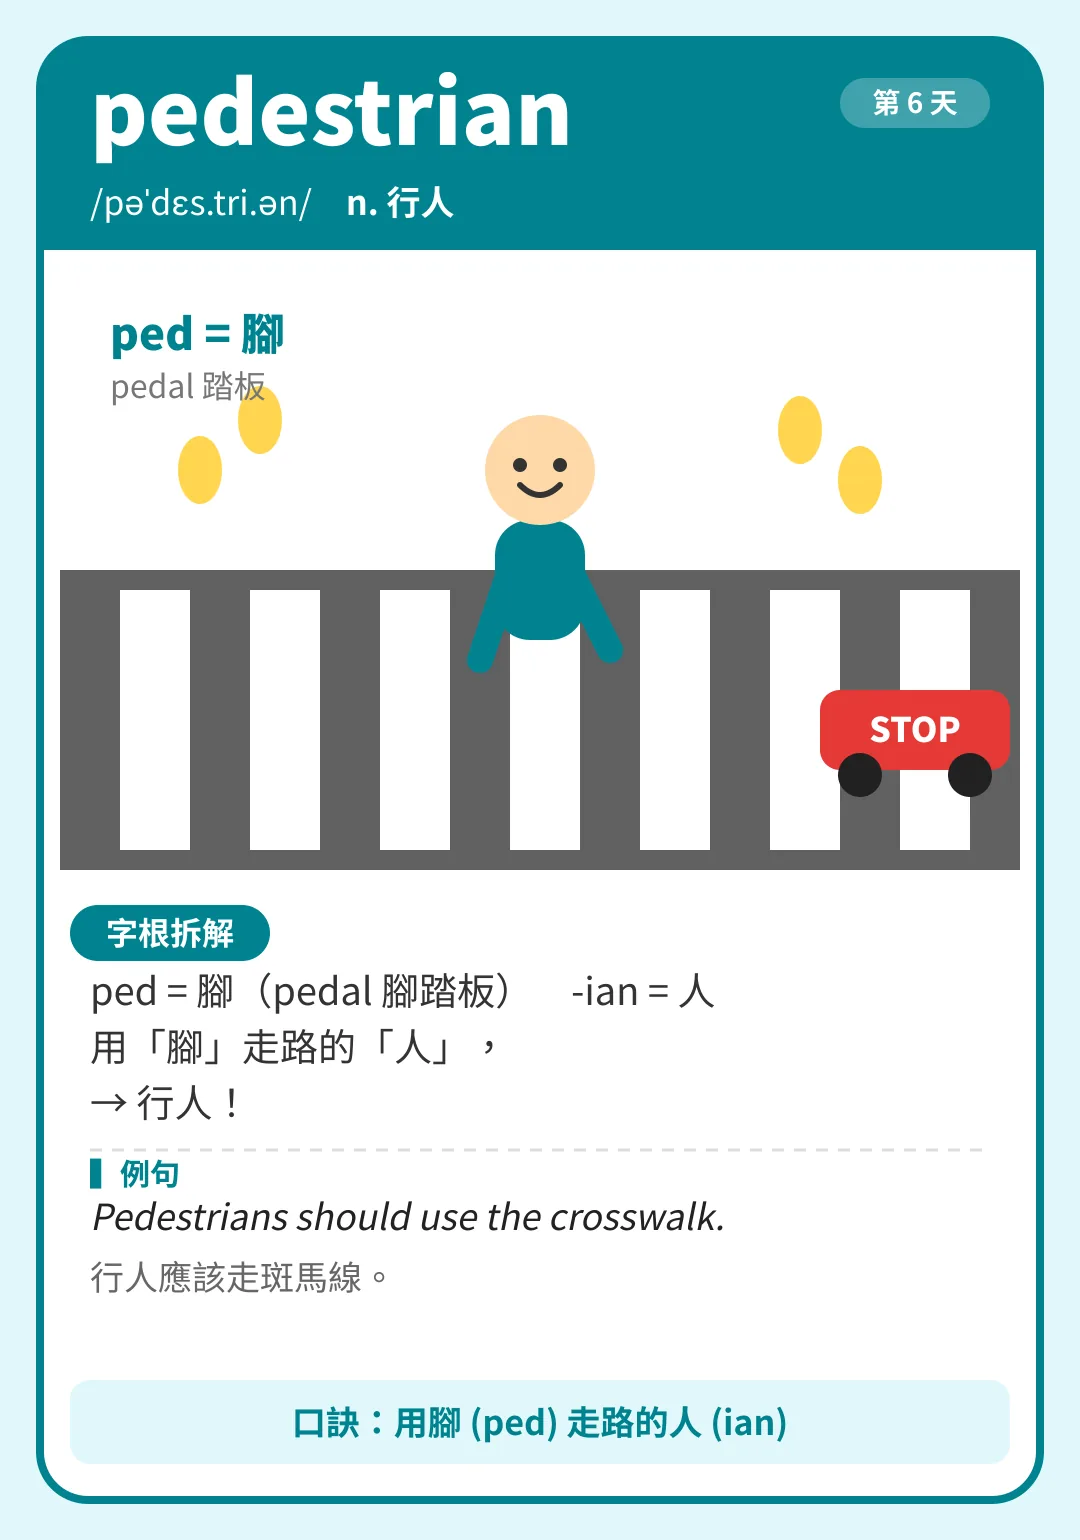 pedestrian
第 6 天
/pəˈdɛs.tri.ən/ n. 行人
ped = 腳
pedal 踏板
STOP
字根拆解
ped = 腳（pedal 腳踏板） -ian = 人
用「腳」走路的「人」，
→ 行人！
例句
Pedestrians should use the crosswalk.
行人應該走斑馬線。
口訣：用腳 (ped) 走路的人 (ian)